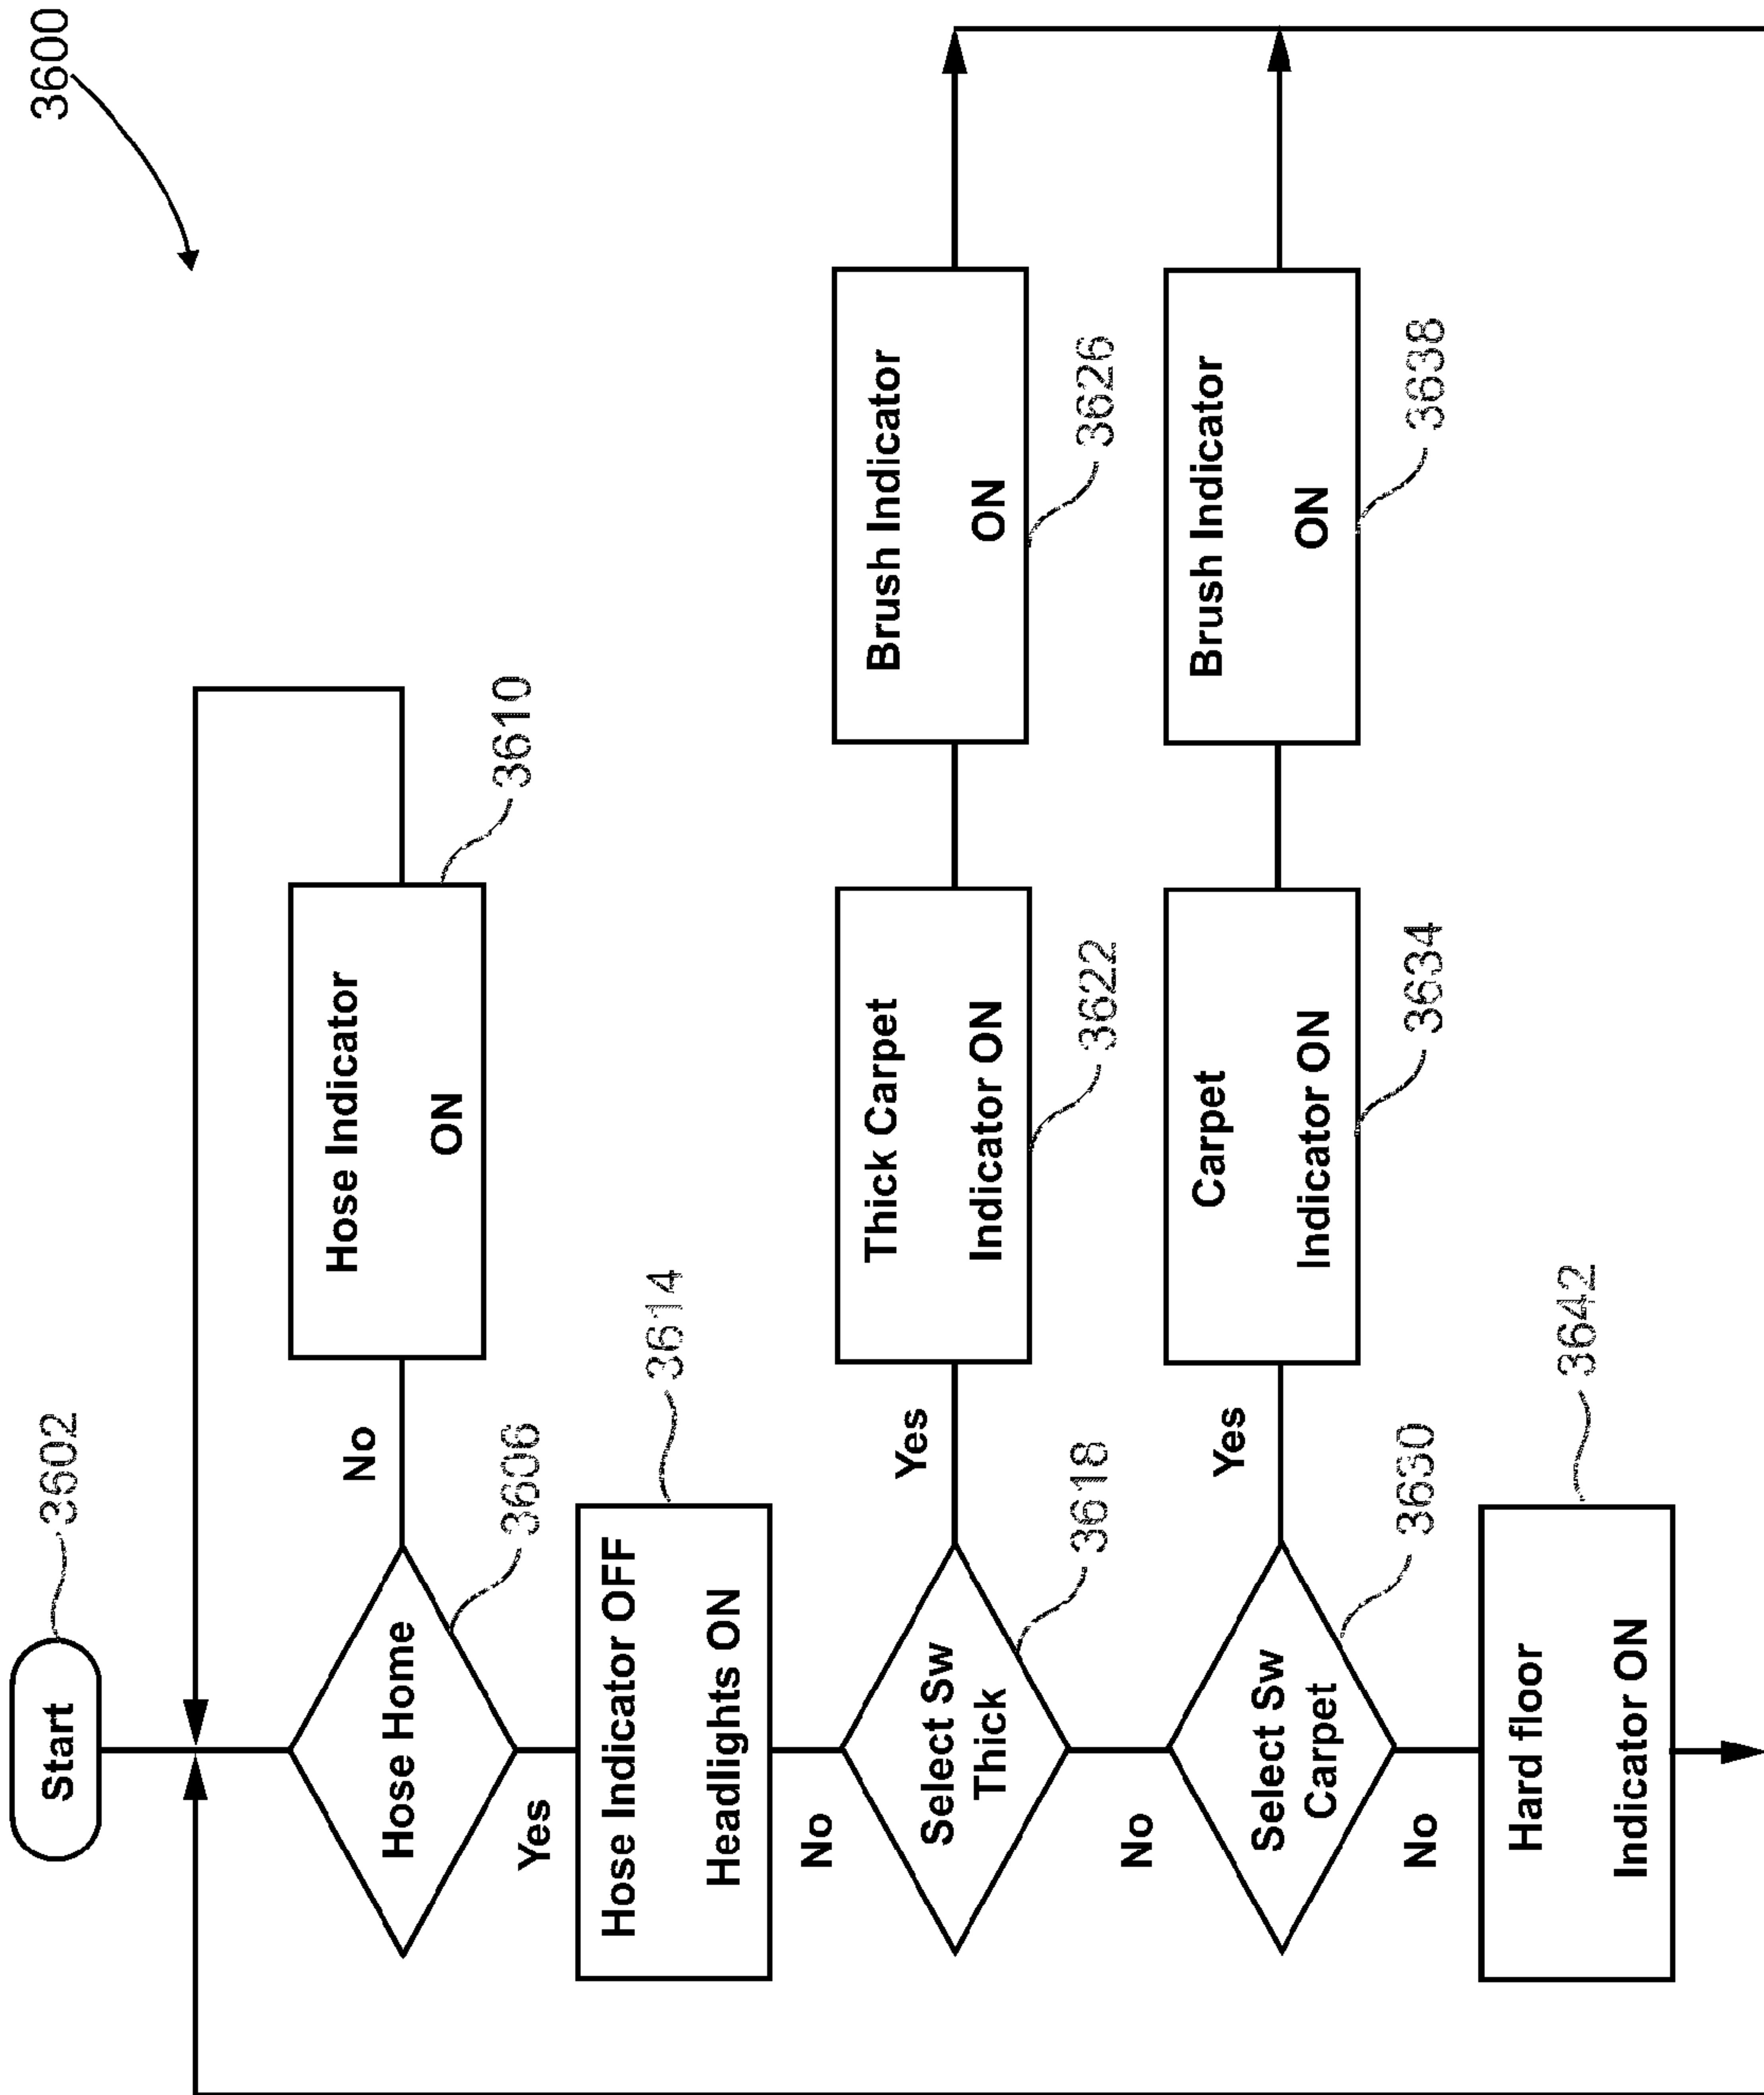 3600
Start
3602
Hose Home
3606
No
Hose Indicator
ON
3610
Yes
Hose Indicator OFF
Headlights ON
3614
No
Select Sw
Thick
3618
Yes
Thick Carpet
Indicator ON
3622
Brush Indicator
ON
3626
No
Select Sw
Carpet
3630
Yes
Carpet
Indicator ON
3634
Brush Indicator
ON
3638
No
Hard floor
Indicator ON
3642